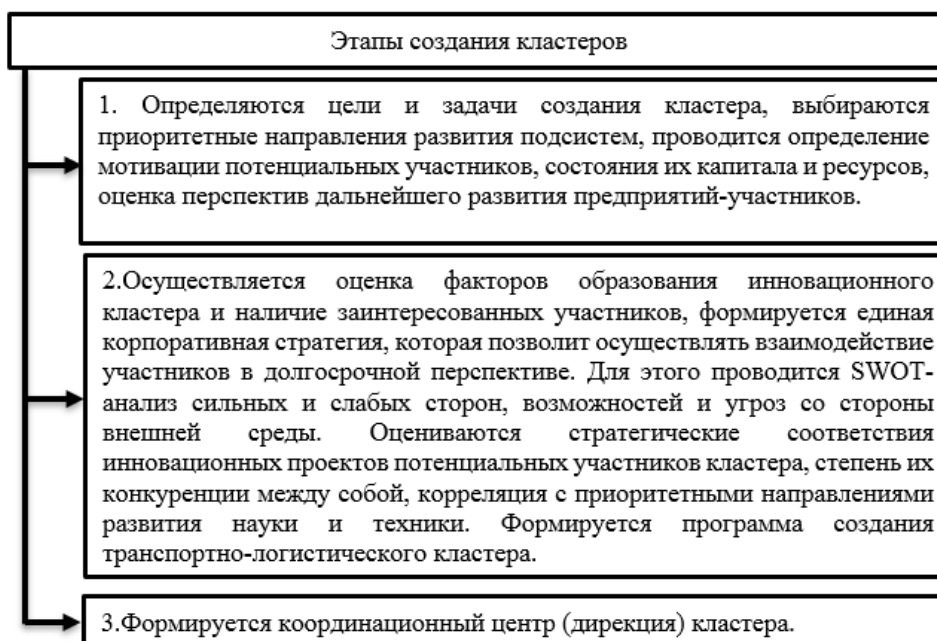 Этапы создания кластеров
1. Определяются цели и задачи создания кластера, выбираются
приоритетные направления развития подсистем, проводится определение
мотивации потенциальных участников, состояния их капитала и ресурсов,
оценка перспектив дальнейшего развития предприятий-участников.
2.Осуществляется оценка факторов образования инновационного
кластера и наличие заинтересованных участников, формируется единая
корпоративная стратегия, которая позволит осуществлять взаимодействие
участников в долгосрочной перспективе. Для этого проводится SWOT-
анализ сильных и слабых сторон, возможностей и угроз со стороны
внешней среды. Оцениваются стратегические соответствия
инновационных проектов потенциальных участников кластера, степень их
конкуренции между собой, корреляция с приоритетными направлениями
развития науки и техники. Формируется программа создания
транспортно-логистического кластера.
3.Формируется координационный центр (дирекция) кластера.